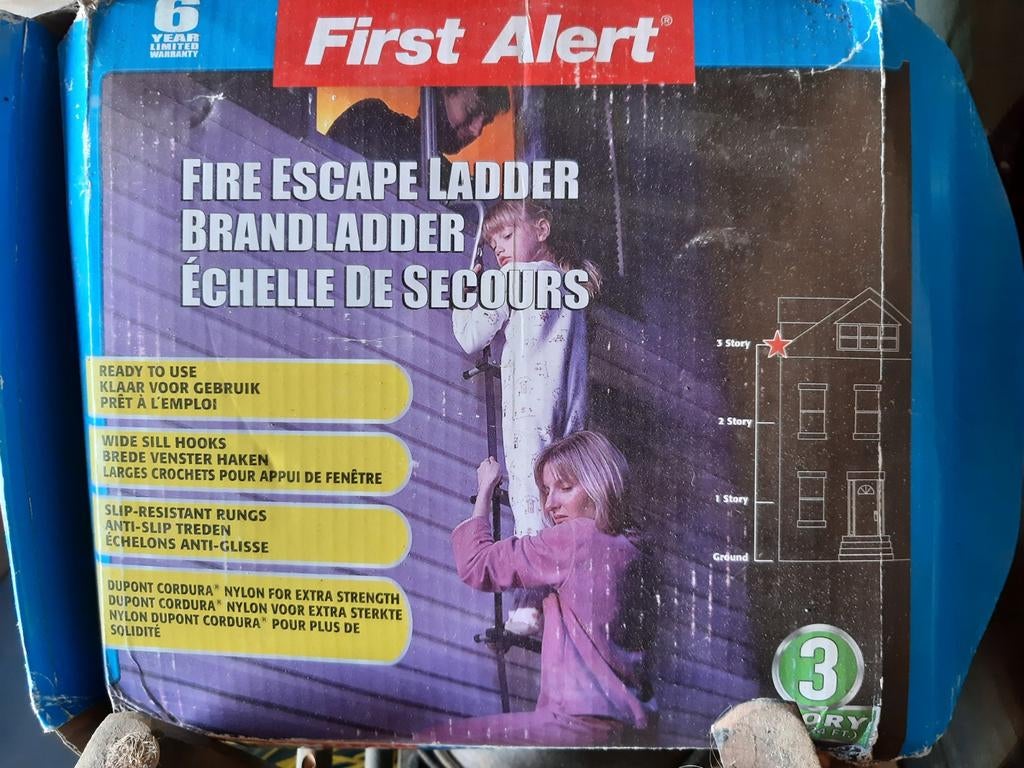 6
YEAR
LIMITED
WARRANTY
First Alert®
FIRE ESCAPE LADDER
BRANDLADDER
ÉCHELLE DE SECOURS
READY TO USE
KLAAR VOOR GEBRUIK
PRÊT À L'EMPLOI
WIDE SILL HOOKS
BREDE VENSTER HAKEN
LARGES CROCHETS POUR APPUI DE FENÊTRE
SLIP-RESISTANT RUNGS
ANTI-SLIP TREDEN
ÉCHELONS ANTI-GLISSE
DUPONT CORDURA® NYLON FOR EXTRA STRENGTH
DUPONT CORDURA® NYLON VOOR EXTRA STERKTE
NYLON DUPONT CORDURA® POUR PLUS DE
SOLIDITÉ
3 Story
2 Story
1 Story
Ground
3
ORY
FT.)